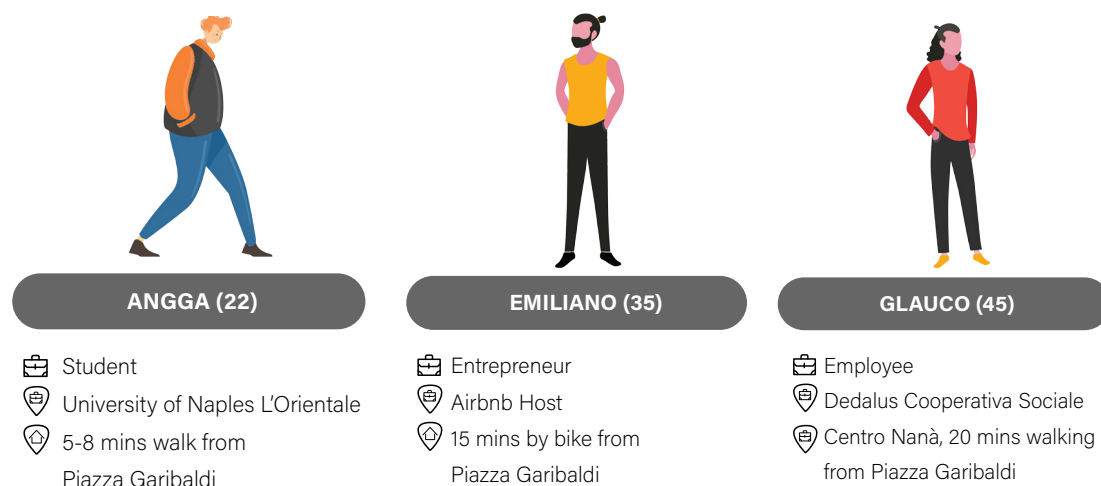 ANGGA (22)
Student
University of Naples L'Orientale
5-8 mins walk from
Piazza Garibaldi
EMILIANO (35)
Entrepreneur
Airbnb Host
15 mins by bike from
Piazza Garibaldi
GLAUCO (45)
Employee
Dedalus Cooperativa Sociale
Centro Nanà, 20 mins walking
from Piazza Garibaldi